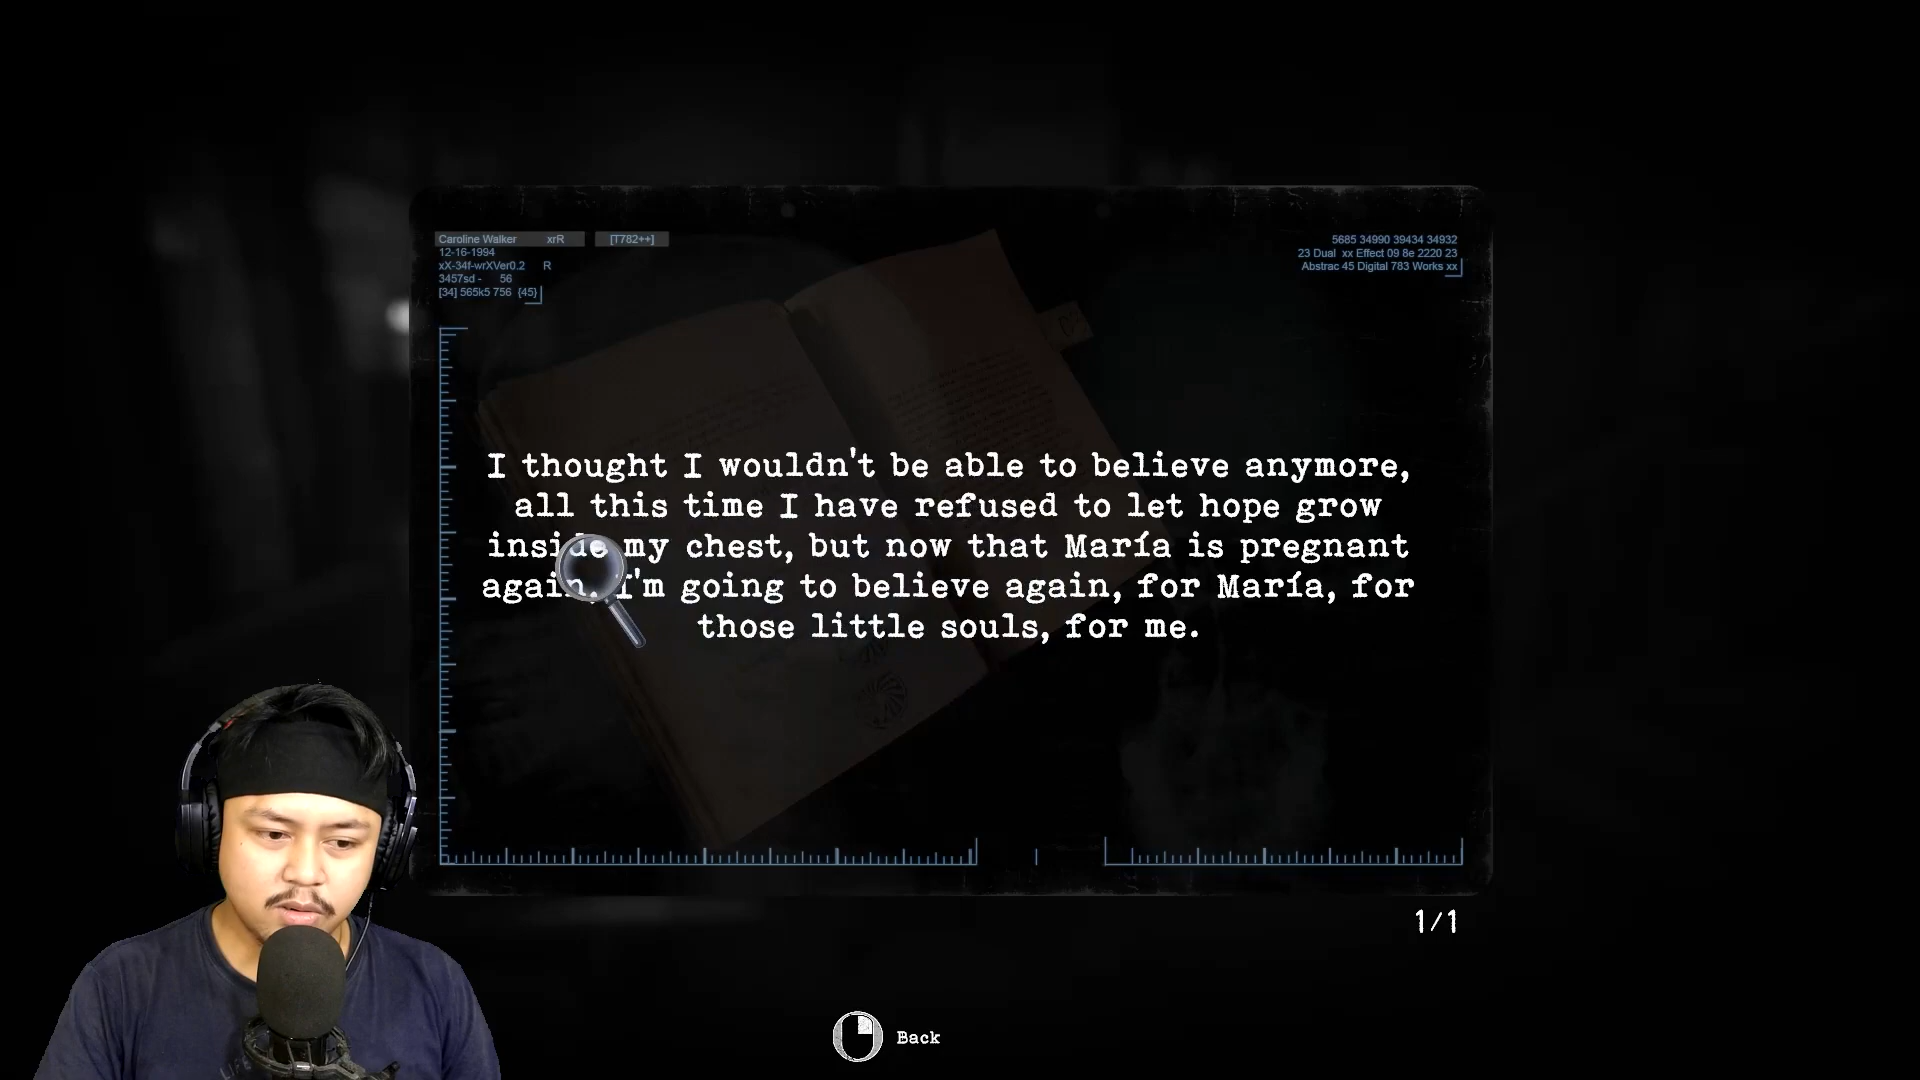 Caroline Walker xrR [T782++]
12-16-1994
xX-34f-wrXVer0.2 R
3457sd - 56
[34] 565k5 756 {45}
5685 34990 39434 34932
23 Dual xx Effect 09 8e 2220 23
Abstrac 45 Digital 783 Works xx
I thought I wouldn't be able to believe anymore,
all this time I have refused to let hope grow
inside my chest, but now that María is pregnant
again, I'm going to believe again, for María, for
those little souls, for me.
1/1
Back